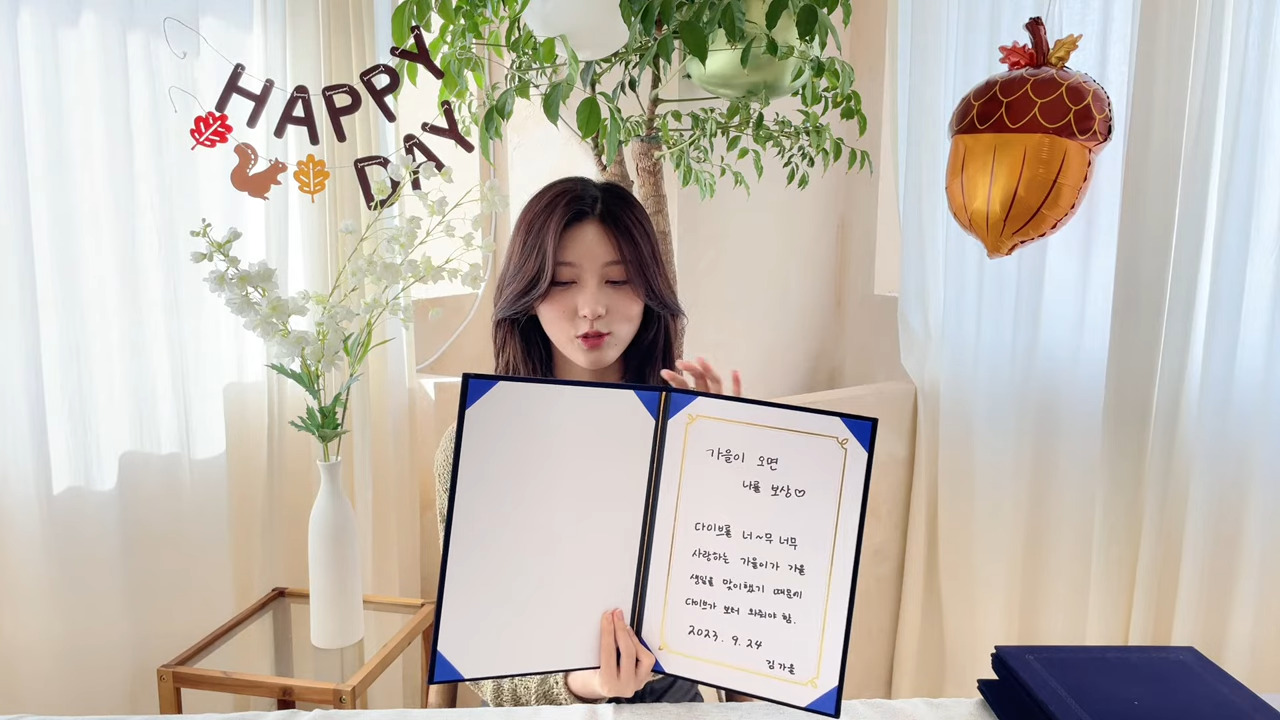 HAPPY
DAY
가을이 오면
나를 보상♡
다이브를 너~무 너무
사랑하는 가을이가 가을
생일을 맞이했기 때문에
다이브가 보러 와줘야 함.
2023. 9. 24
김가을